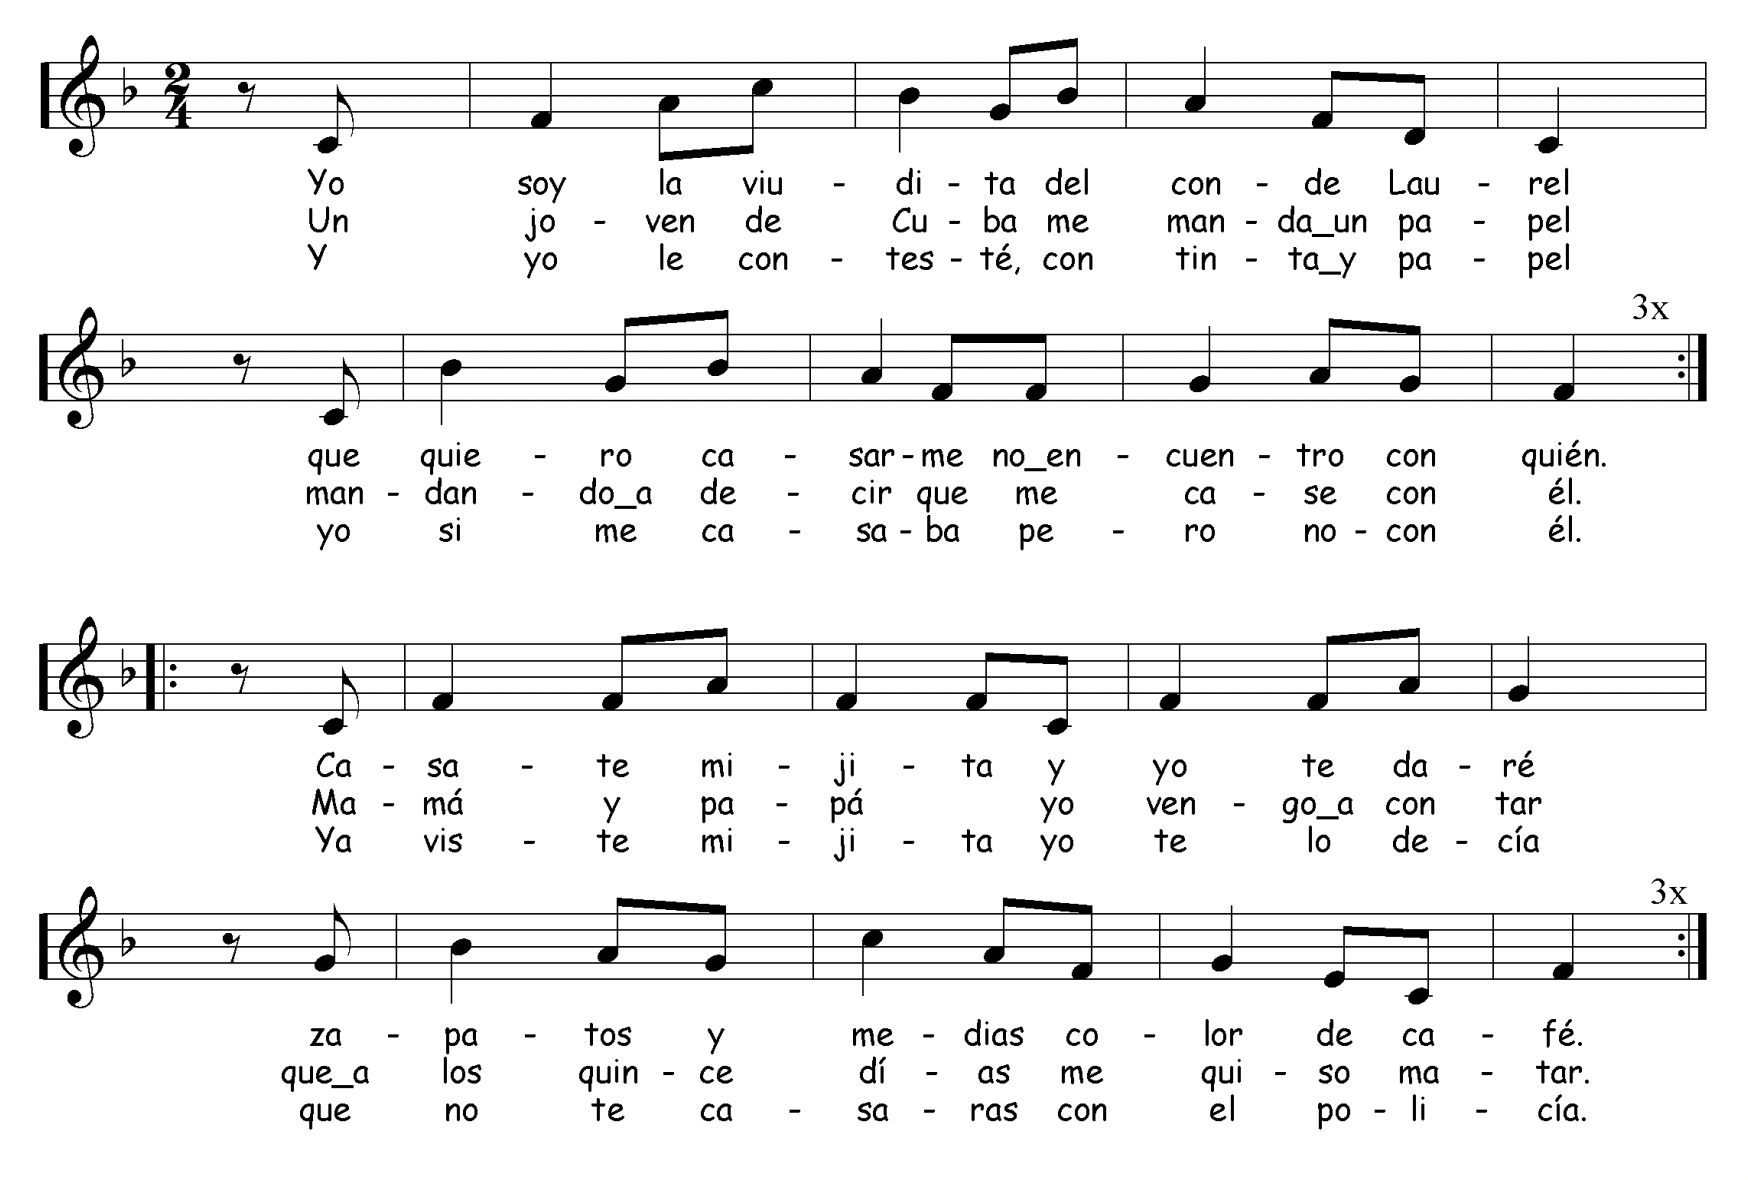 2
4
Yo soy la viu - di - ta del con - de Lau - rel
Un jo - ven de Cu - ba me man - da_un pa - pel
Y yo le con - tes - té, con tin - ta_y pa - pel
3x
que quie - ro ca - sar - me no_en - cuen - tro con quién.
man - dan - do_a de - cir que me ca - se con él.
yo si me ca - sa - ba pe - ro no - con él.
Ca - sa - te mi - ji - ta y yo te da - ré
Ma - má y pa - pá yo ven - go_a con tar
Ya vis - te mi - ji - ta yo te lo de - cía
3x
za - pa - tos y me - dias co - lor de ca - fé.
que_a los quin - ce dí - as me qui - so ma - tar.
que no te ca - sa - ras con el po - li - cía.